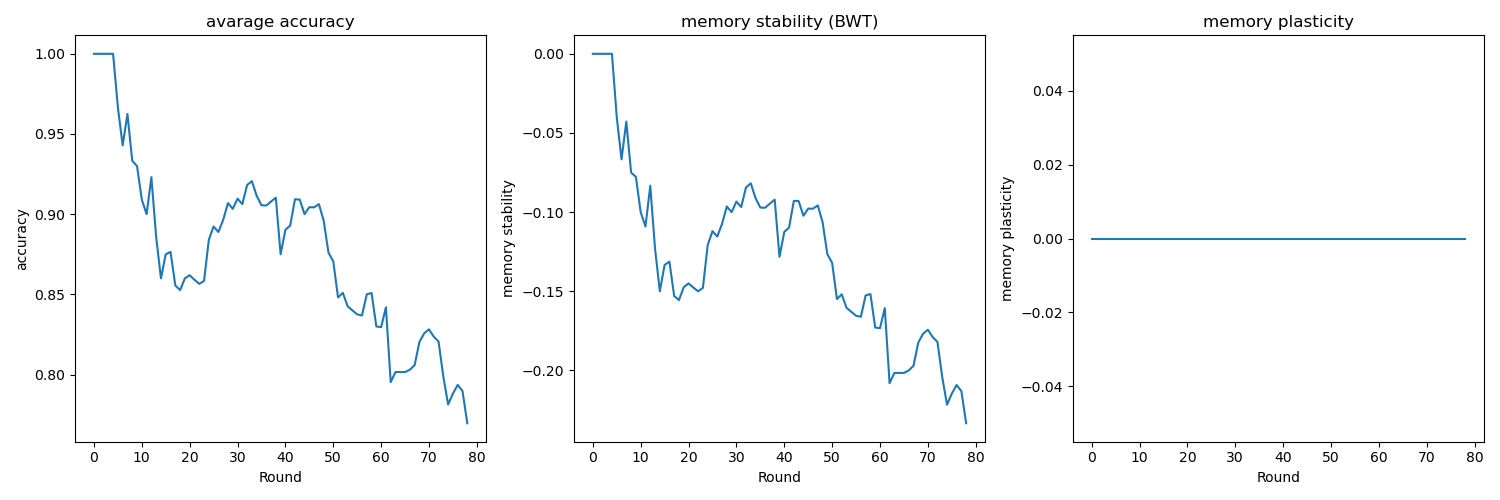 avarage accuracy
accuracy
1.00
0.95
0.90
0.85
0.80
0 10 20 30 40 50 60 70 80
Round
memory stability (BWT)
memory stability
0.00
−0.05
−0.10
−0.15
−0.20
0 10 20 30 40 50 60 70 80
Round
memory plasticity
memory plasticity
0.04
0.02
0.00
−0.02
−0.04
0 10 20 30 40 50 60 70 80
Round